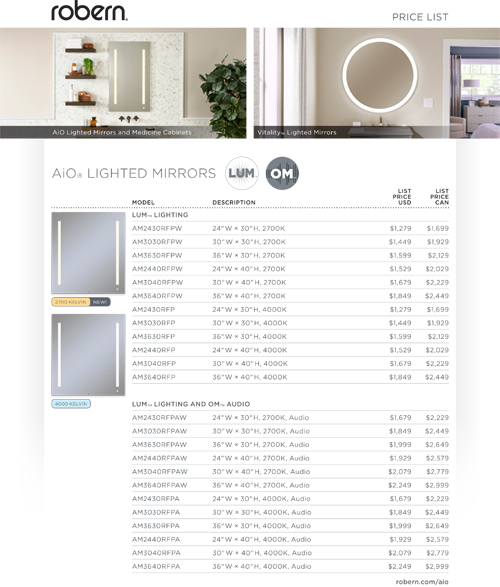 robern.
PRICE LIST
AiO Lighted Mirrors and Medicine Cabinets
Vitality™ Lighted Mirrors
AiO® LIGHTED MIRRORS LUM™ OM™
MODEL DESCRIPTION LIST PRICE USD LIST PRICE CAN
LUM™ LIGHTING
AM2430RFPW 24"W × 30"H, 2700K $1,279 $1,699
AM3030RFPW 30"W × 30"H, 2700K $1,449 $1,929
AM3630RFPW 36"W × 30"H, 2700K $1,599 $2,129
AM2440RFPW 24"W × 40"H, 2700K $1,529 $2,029
AM3040RFPW 30"W × 40"H, 2700K $1,679 $2,229
AM3640RFPW 36"W × 40"H, 2700K $1,849 $2,449
2700 KELVIN NEW!
AM2430RFP 24"W × 30"H, 4000K $1,279 $1,699
AM3030RFP 30"W × 30"H, 4000K $1,449 $1,929
AM3630RFP 36"W × 30"H, 4000K $1,599 $2,129
AM2440RFP 24"W × 40"H, 4000K $1,529 $2,029
AM3040RFP 30"W × 40"H, 4000K $1,679 $2,229
AM3640RFP 36"W × 40"H, 4000K $1,849 $2,449
4000 KELVIN
LUM™ LIGHTING AND OM™ AUDIO
AM2430RFPAW 24"W × 30"H, 2700K, Audio $1,679 $2,229
AM3030RFPAW 30"W × 30"H, 2700K, Audio $1,849 $2,449
AM3630RFPAW 36"W × 30"H, 2700K, Audio $1,999 $2,649
AM2440RFPAW 24"W × 40"H, 2700K, Audio $1,929 $2,579
AM3040RFPAW 30"W × 40"H, 2700K, Audio $2,079 $2,779
AM3640RFPAW 36"W × 40"H, 2700K, Audio $2,249 $2,999
AM2430RFPA 24"W × 30"H, 4000K, Audio $1,679 $2,229
AM3030RFPA 30"W × 30"H, 4000K, Audio $1,849 $2,449
AM3630RFPA 36"W × 30"H, 4000K, Audio $1,999 $2,649
AM2440RFPA 24"W × 40"H, 4000K, Audio $1,929 $2,579
AM3040RFPA 30"W × 40"H, 4000K, Audio $2,079 $2,779
AM3640RFPA 36"W × 40"H, 4000K, Audio $2,249 $2,999
robern.com/aio